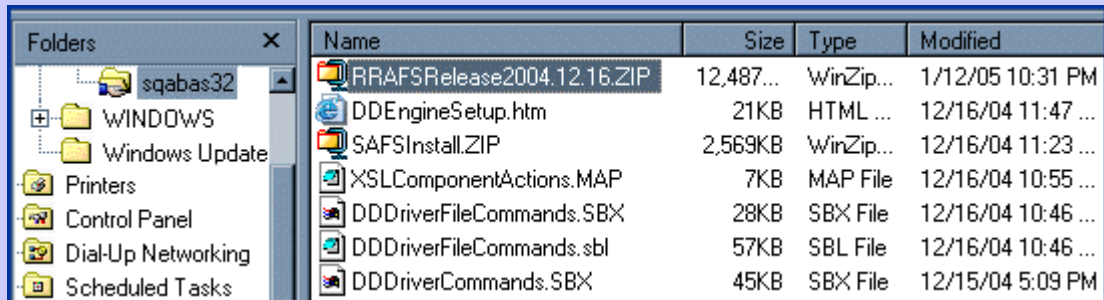 Folders
sqabas32
WINDOWS
Windows Update
Printers
Control Panel
Dial-Up Networking
Scheduled Tasks
Name Size Type Modified
RRAFSRelease2004.12.16.ZIP 12,487... WinZip... 1/12/05 10:31 PM
DDEngineSetup.htm 21KB HTML ... 12/16/04 11:47 ...
SAFSInstall.ZIP 2,569KB WinZip... 12/16/04 11:23 ...
XSLComponentActions.MAP 7KB MAP File 12/16/04 10:55 ...
DDDriverFileCommands.SBX 28KB SBX File 12/16/04 10:46 ...
DDDriverFileCommands.sbl 57KB SBL File 12/16/04 10:46 ...
DDDriverCommands.SBX 45KB SBX File 12/15/04 5:09 PM